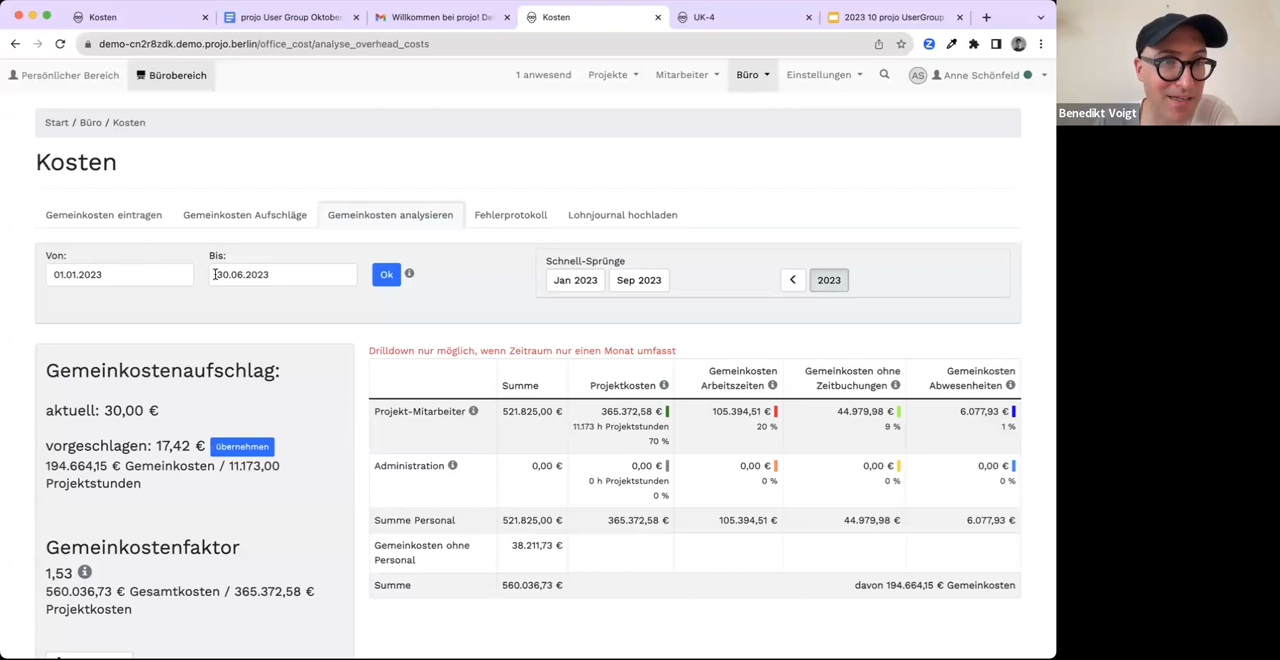 Kosten
projo User Group Oktober
Willkommen bei projo! De
Kosten
UK-4
2023 10 projo UserGroup
demo-cn2r8zdk.demo.projo.berlin/office_cost/analyse_overhead_costs
Persönlicher Bereich
Bürobereich
1 anwesend
Projekte
Mitarbeiter
Büro
Einstellungen
AS
Anne Schönfeld
Benedikt Voigt
Start / Büro / Kosten
Kosten
Gemeinkosten eintragen
Gemeinkosten Aufschläge
Gemeinkosten analysieren
Fehlerprotokoll
Lohnjournal hochladen
Von:
01.01.2023
Bis:
30.06.2023
Ok
Schnell-Sprünge
Jan 2023
Sep 2023
2023
Gemeinkostenaufschlag:
aktuell: 30,00 €
vorgeschlagen: 17,42 € übernehmen
194.664,15 € Gemeinkosten / 11.173,00
Projektstunden
Gemeinkostenfaktor
1,53
560.036,73 € Gesamtkosten / 365.372,58 €
Projektkosten
Drilldown nur möglich, wenn Zeitraum nur einen Monat umfasst
Summe
Projektkosten
Gemeinkosten
Arbeitszeiten
Gemeinkosten ohne
Zeitbuchungen
Gemeinkosten
Abwesenheiten
Projekt-Mitarbeiter
521.825,00 €
365.372,58 €
11.173 h Projektstunden
70 %
105.394,51 €
20 %
44.979,98 €
9 %
6.077,93 €
1 %
Administration
0,00 €
0,00 €
0 h Projektstunden
0 %
0,00 €
0 %
0,00 €
0 %
0,00 €
0 %
Summe Personal
521.825,00 €
365.372,58 €
105.394,51 €
44.979,98 €
6.077,93 €
Gemeinkosten ohne
Personal
38.211,73 €
Summe
560.036,73 €
davon 194.664,15 € Gemeinkosten